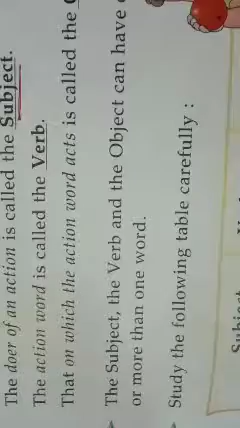 The doer of an action is called the Subject.
The action word is called the Verb.
That on which the action word acts is called the
The Subject, the Verb and the Object can have
or more than one word.
Study the following table carefully :
Subject